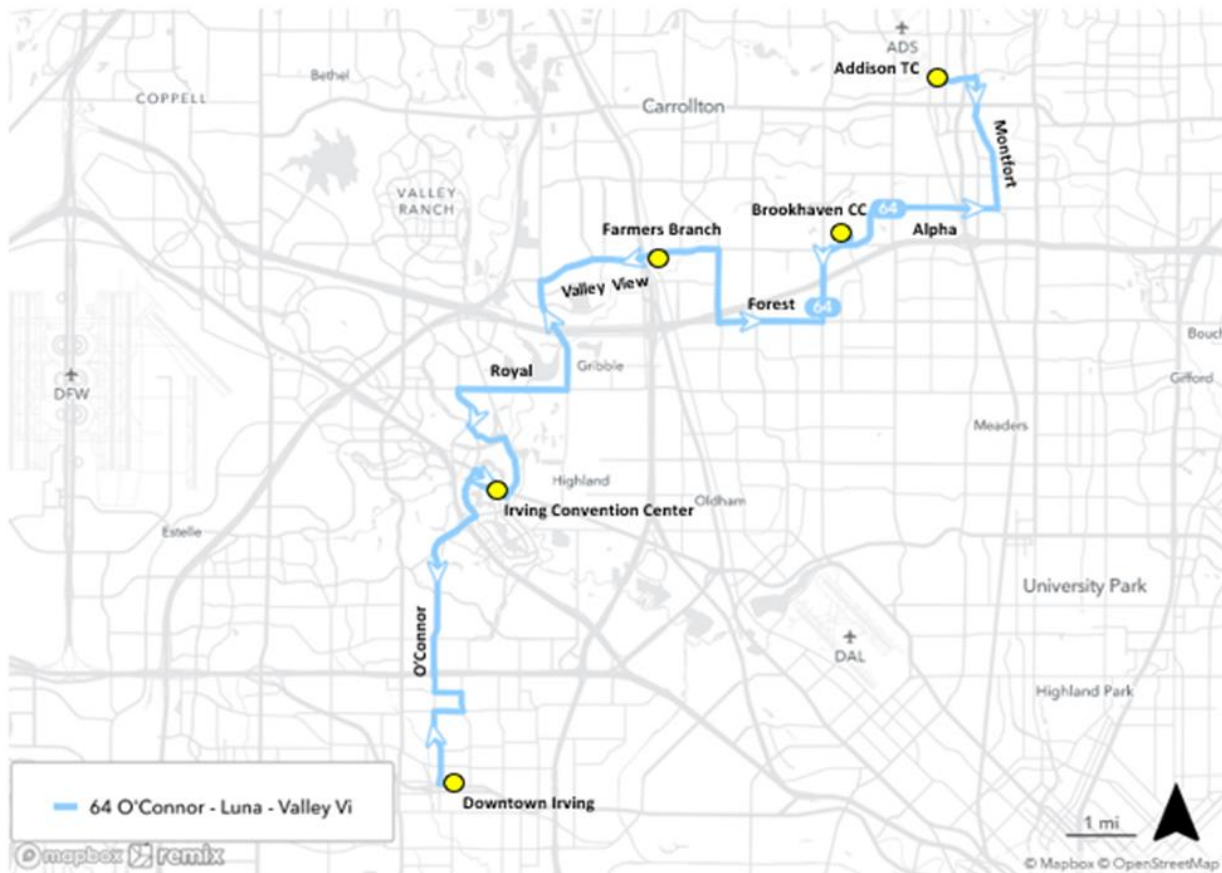 ADS
Addison TC
Bethel
COPPELL
Carrollton
Montfort
VALLEY
RANCH
Brookhaven CC
64
Farmers Branch
Alpha
Valley View
Forest
64
Royal
Gribble
Bouch
Gifford
DFW
Meaders
Highland
Oldham
Irving Convention Center
Estelle
University Park
O'Connor
DAL
Highland Park
Downtown Irving
64 O'Connor - Luna - Valley Vi
1 mi
mapbox remix
© Mapbox © OpenStreetMap